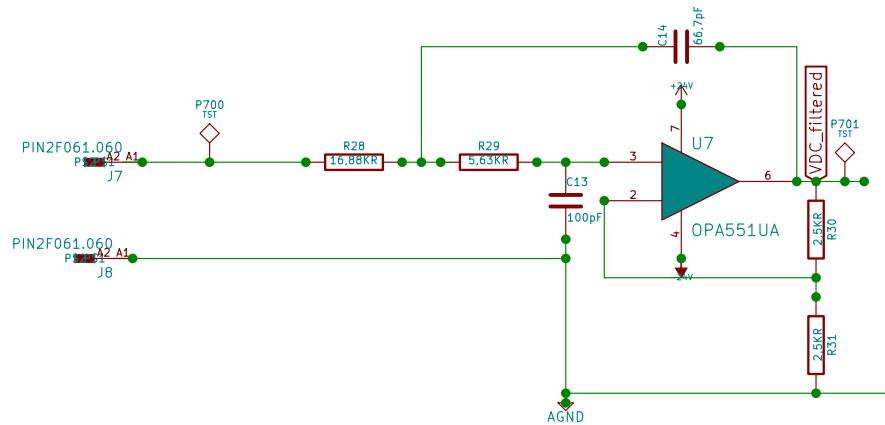 C14
66,7pF
+24V
VDC_filtered
P700
TST
P701
TST
7
U7
PIN2F061.060
A2 A1
J7
R28
16,88KR
R29
5,63KR
3
2
6
4
C13
100pF
OPA551UA
-24V
PIN2F061.060
A2 A1
J8
2,5KR
R30
2,5KR
R31
AGND